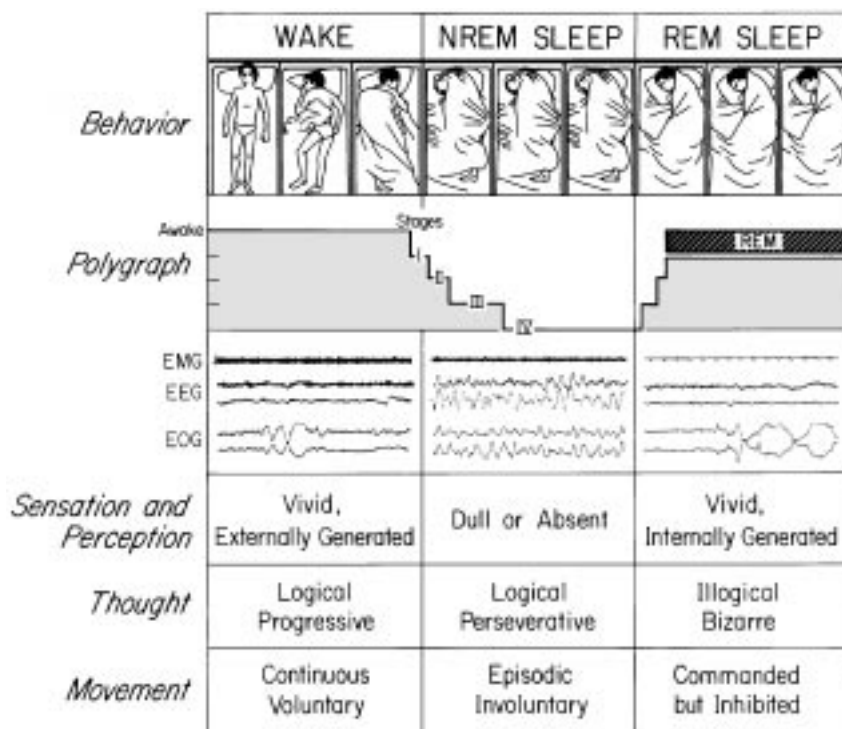 WAKE NREM SLEEP REM SLEEP
Behavior
Stages
Awake
REM
Polygraph
I
II
III
IV
EMG
EEG
EOG
Sensation and Perception
Vivid, Externally Generated
Dull or Absent
Vivid, Internally Generated
Thought
Logical Progressive
Logical Perseverative
Illogical Bizarre
Movement
Continuous Voluntary
Episodic Involuntary
Commanded but Inhibited